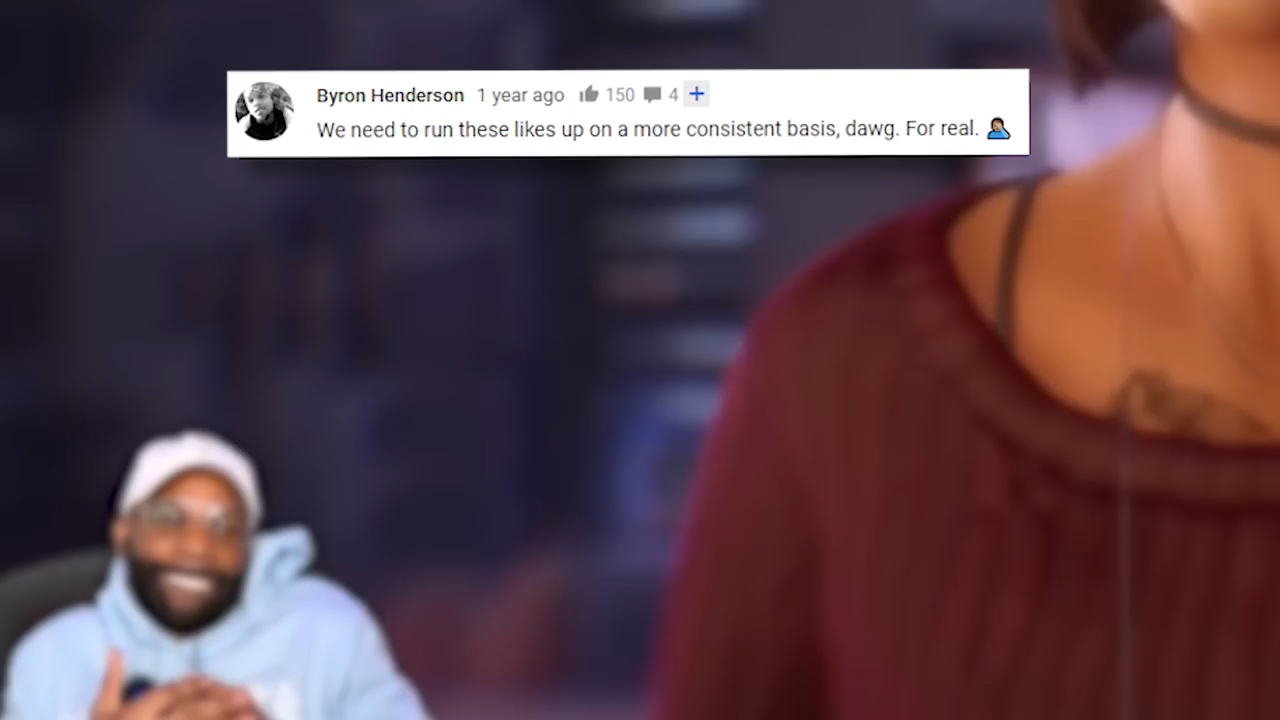 Byron Henderson 1 year ago 150 4 +
We need to run these likes up on a more consistent basis, dawg. For real. 🤦🏾‍♂️